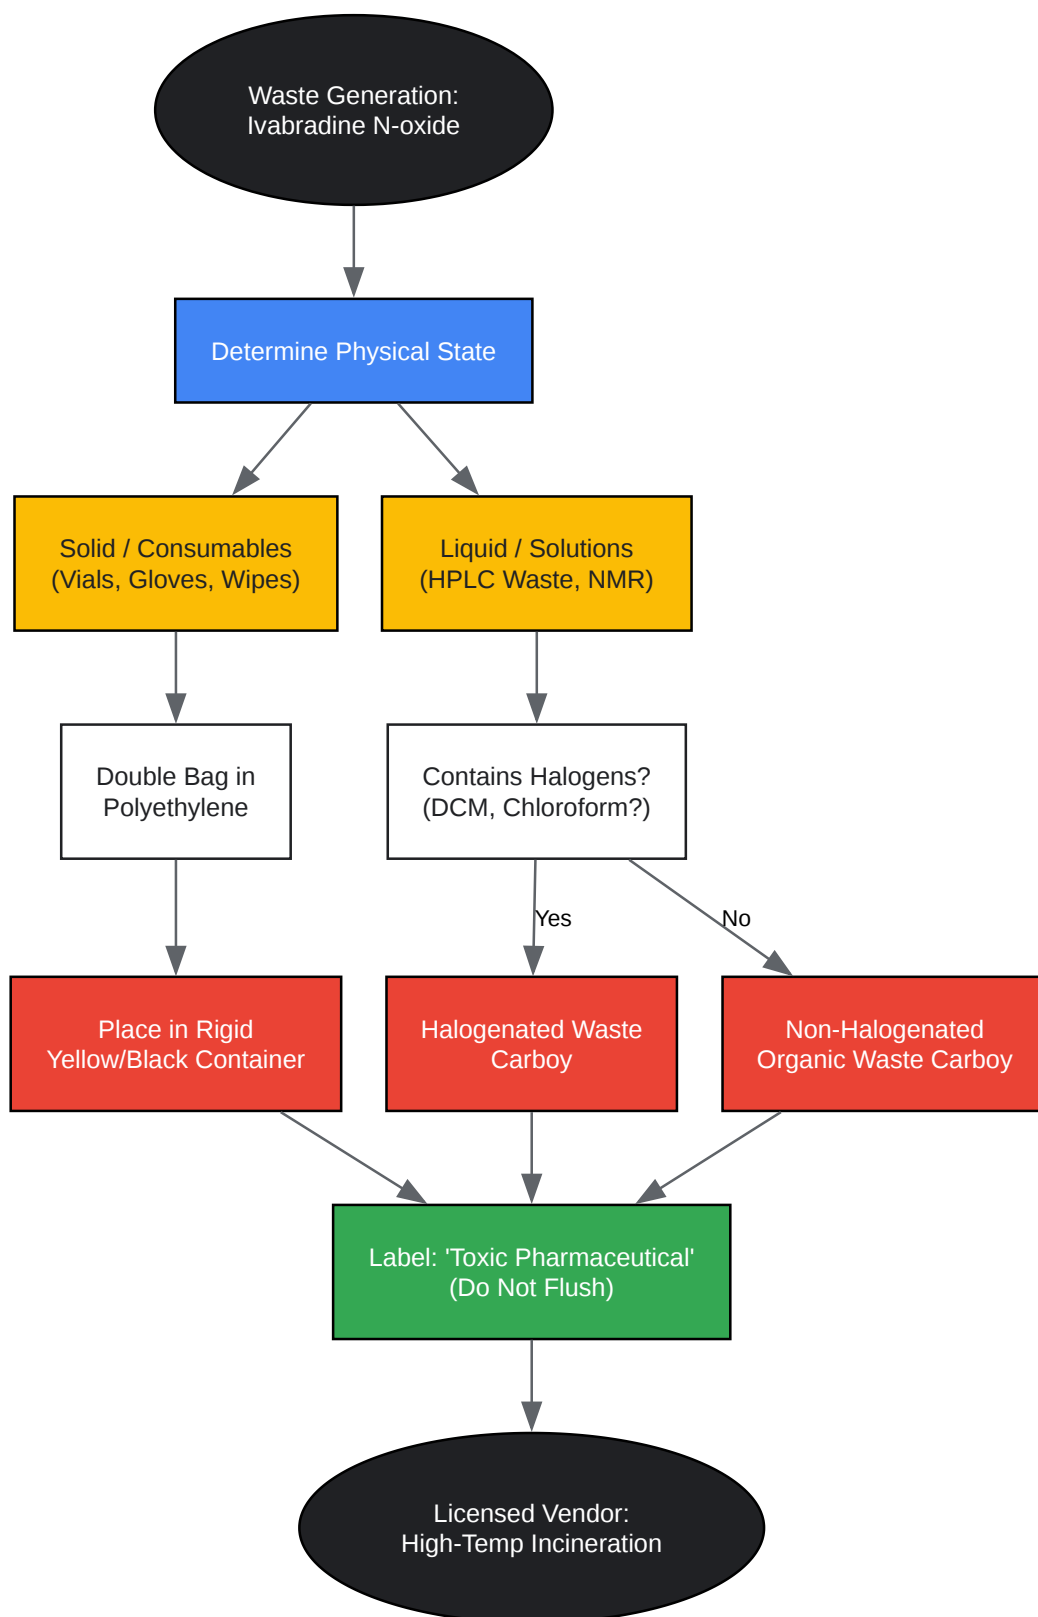 Waste Generation:
Ivabradine N-oxide
Determine Physical State
Solid / Consumables
(Vials, Gloves, Wipes)
Liquid / Solutions
(HPLC Waste, NMR)
Double Bag in
Polyethylene
Contains Halogens?
(DCM, Chloroform?)
Yes
No
Place in Rigid
Yellow/Black Container
Halogenated Waste
Carboy
Non-Halogenated
Organic Waste Carboy
Label: 'Toxic Pharmaceutical'
(Do Not Flush)
Licensed Vendor:
High-Temp Incineration